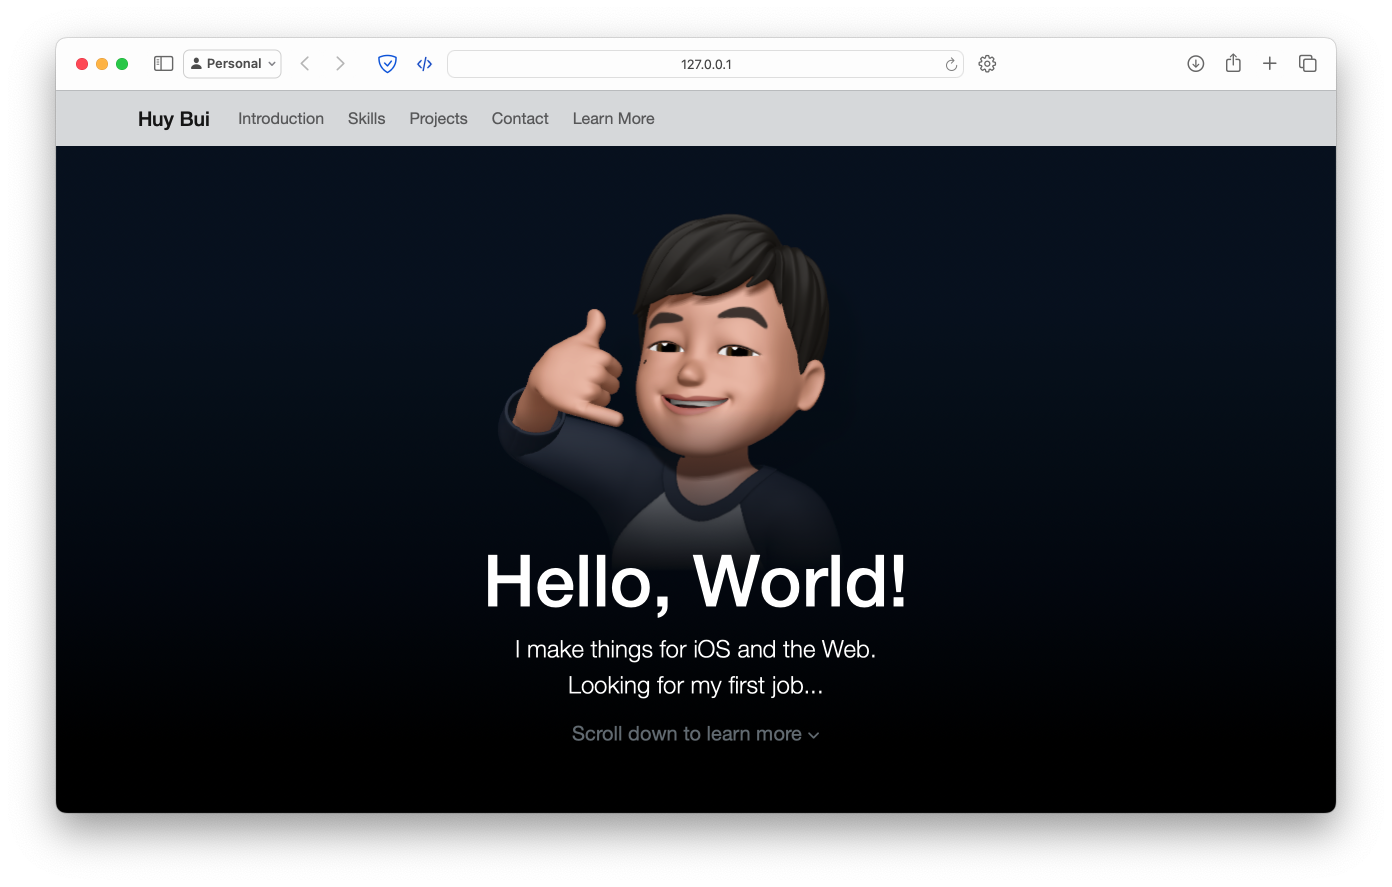 Personal
127.0.0.1
Huy Bui Introduction Skills Projects Contact Learn More
Hello, World!
I make things for iOS and the Web.
Looking for my first job...
Scroll down to learn more